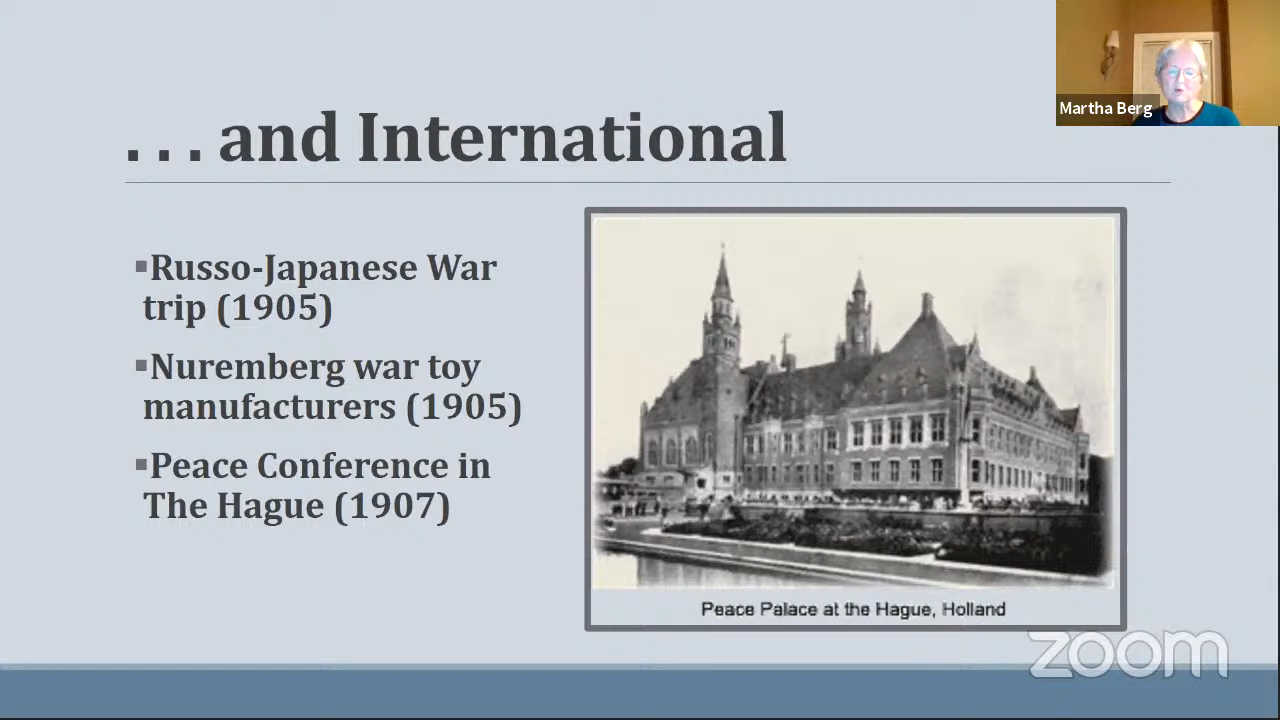 Martha Berg
. . . and International
▪Russo-Japanese War
trip (1905)
▪Nuremberg war toy
manufacturers (1905)
▪Peace Conference in
The Hague (1907)
Peace Palace at the Hague, Holland
zoom